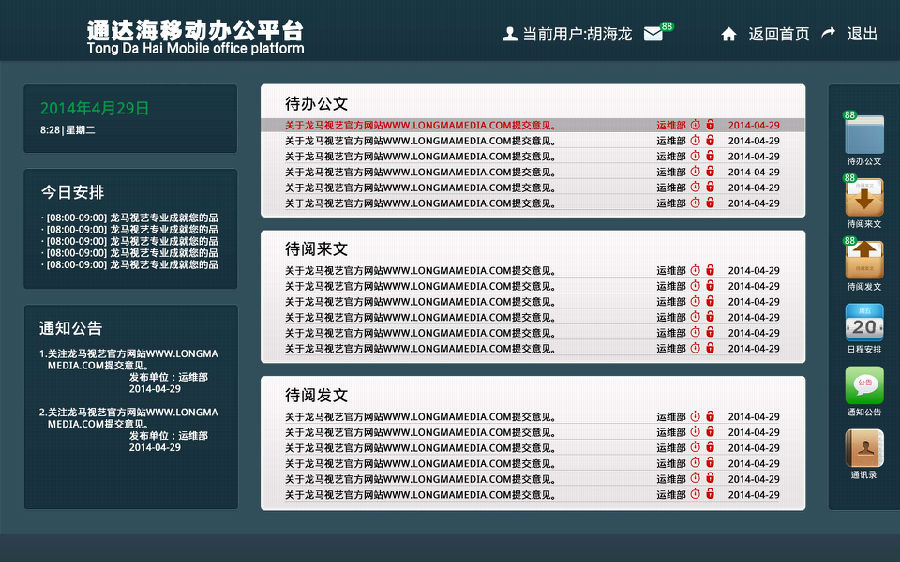 通达海移动办公平台
Tong Da Hai Mobile office platform
当前用户:胡海龙
88
返回首页
退出
2014年4月29日
8:28 | 星期二
今日安排
· [08:00-09:00] 龙马视艺专业成就您的品
· [08:00-09:00] 龙马视艺专业成就您的品
· [08:00-09:00] 龙马视艺专业成就您的品
· [08:00-09:00] 龙马视艺专业成就您的品
· [08:00-09:00] 龙马视艺专业成就您的品
通知公告
1.关注龙马视艺官方网站WWW.LONGMA
MEDIA.COM提交意见。
发布单位：运维部
2014-04-29
2.关注龙马视艺官方网站WWW.LONGMA
MEDIA.COM提交意见。
发布单位：运维部
2014-04-29
待办公文
关于龙马视艺官方网站WWW.LONGMAMEDIA.COM提交意见。 运维部 2014-04-29
关于龙马视艺官方网站WWW.LONGMAMEDIA.COM提交意见。 运维部 2014-04-29
关于龙马视艺官方网站WWW.LONGMAMEDIA.COM提交意见。 运维部 2014-04-29
关于龙马视艺官方网站WWW.LONGMAMEDIA.COM提交意见。 运维部 2014-04-29
关于龙马视艺官方网站WWW.LONGMAMEDIA.COM提交意见。 运维部 2014-04-29
关于龙马视艺官方网站WWW.LONGMAMEDIA.COM提交意见。 运维部 2014-04-29
待阅来文
关于龙马视艺官方网站WWW.LONGMAMEDIA.COM提交意见。 运维部 2014-04-29
关于龙马视艺官方网站WWW.LONGMAMEDIA.COM提交意见。 运维部 2014-04-29
关于龙马视艺官方网站WWW.LONGMAMEDIA.COM提交意见。 运维部 2014-04-29
关于龙马视艺官方网站WWW.LONGMAMEDIA.COM提交意见。 运维部 2014-04-29
关于龙马视艺官方网站WWW.LONGMAMEDIA.COM提交意见。 运维部 2014-04-29
关于龙马视艺官方网站WWW.LONGMAMEDIA.COM提交意见。 运维部 2014-04-29
待阅发文
关于龙马视艺官方网站WWW.LONGMAMEDIA.COM提交意见。 运维部 2014-04-29
关于龙马视艺官方网站WWW.LONGMAMEDIA.COM提交意见。 运维部 2014-04-29
关于龙马视艺官方网站WWW.LONGMAMEDIA.COM提交意见。 运维部 2014-04-29
关于龙马视艺官方网站WWW.LONGMAMEDIA.COM提交意见。 运维部 2014-04-29
关于龙马视艺官方网站WWW.LONGMAMEDIA.COM提交意见。 运维部 2014-04-29
关于龙马视艺官方网站WWW.LONGMAMEDIA.COM提交意见。 运维部 2014-04-29
88
待办公文
88
待阅来文
88
待阅发文
周五
20
日程安排
公告
通知公告
通讯录